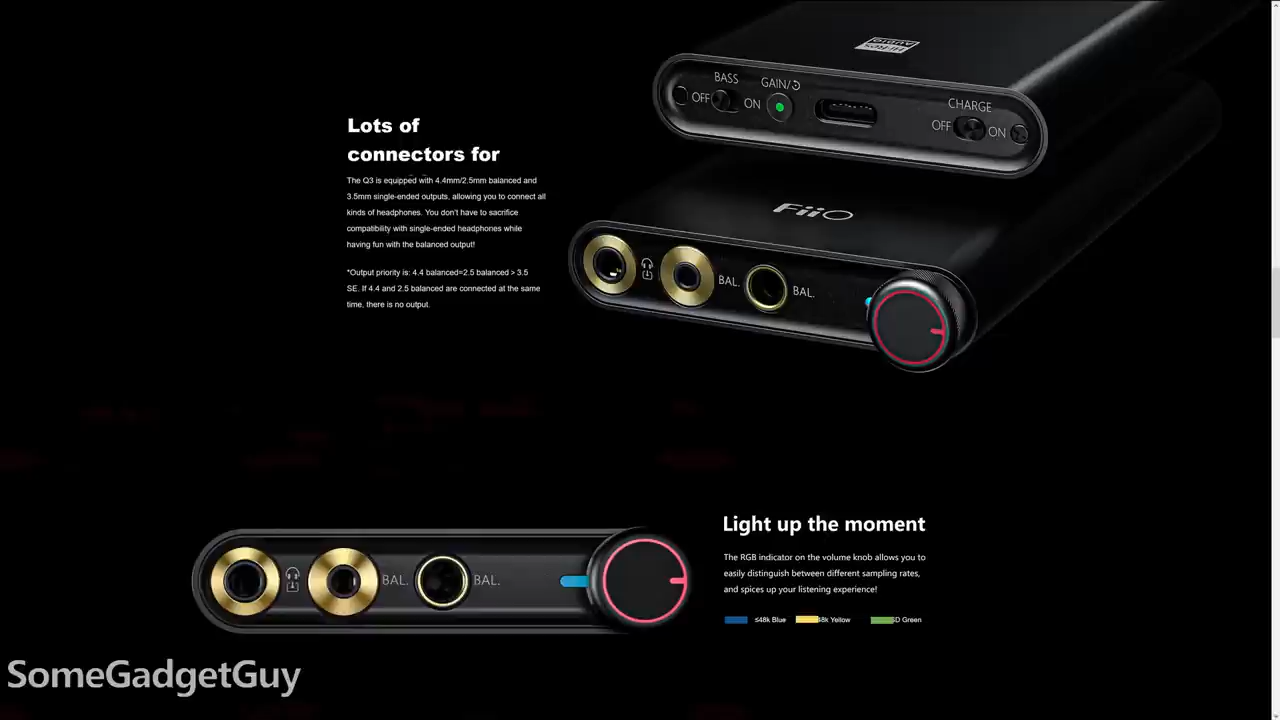 Hi-Res
AUDIO
BASS
OFF
ON
GAIN/
CHARGE
OFF
ON
Lots of
connectors for
The Q3 is equipped with 4.4mm/2.5mm balanced and
3.5mm single-ended outputs, allowing you to connect all
kinds of headphones. You don't have to sacrifice
compatibility with single-ended headphones while
having fun with the balanced output!
*Output priority is: 4.4 balanced=2.5 balanced > 3.5
SE. If 4.4 and 2.5 balanced are connected at the same
time, there is no output.
FiiO
BAL.
BAL.
Light up the moment
The RGB indicator on the volume knob allows you to
easily distinguish between different sampling rates,
and spices up your listening experience!
≤48k Blue
Yellow
Green
BAL.
BAL.
SomeGadgetGuy